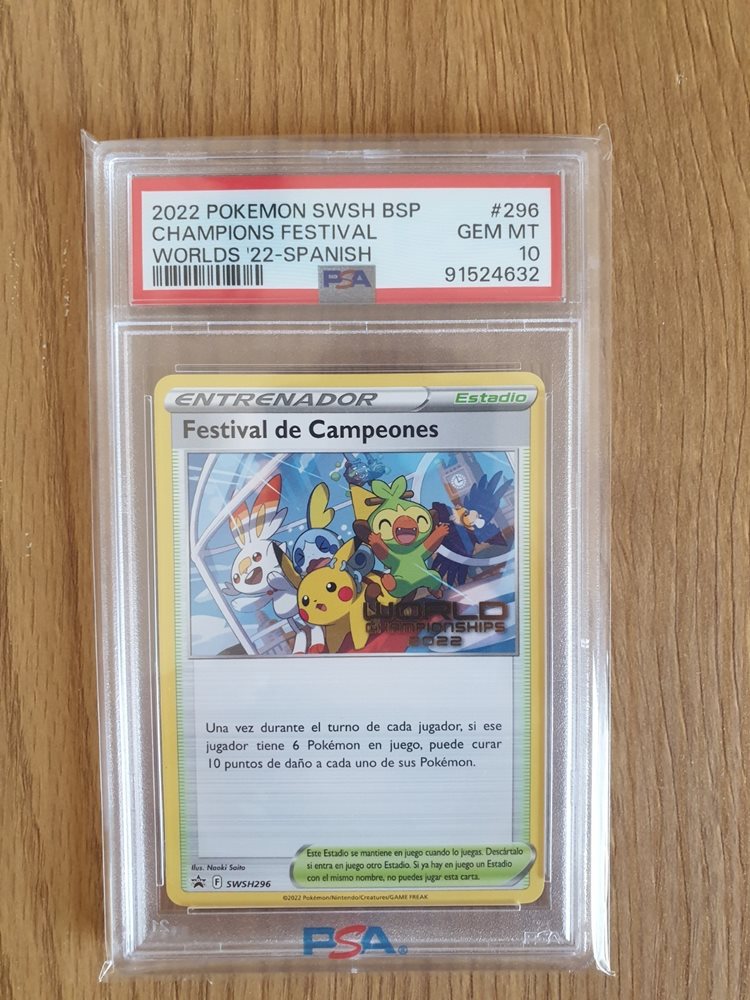 2022 POKEMON SWSH BSP #296
CHAMPIONS FESTIVAL GEM MT
WORLDS '22-SPANISH 10
PSA 91524632
ENTRENADOR Estadio
Festival de Campeones
WORLD
CHAMPIONSHIPS
2022
Una vez durante el turno de cada jugador, si ese
jugador tiene 6 Pokémon en juego, puede curar
10 puntos de daño a cada uno de sus Pokémon.
Este Estadio se mantiene en juego cuando lo juegas. Descártalo
si entra en juego otro Estadio. Si ya hay en juego un Estadio
con el mismo nombre, no puedes jugar esta carta.
Ilus. Naoki Saito
F SWSH296
©2022 Pokémon/Nintendo/Creatures/GAME FREAK
PSA®